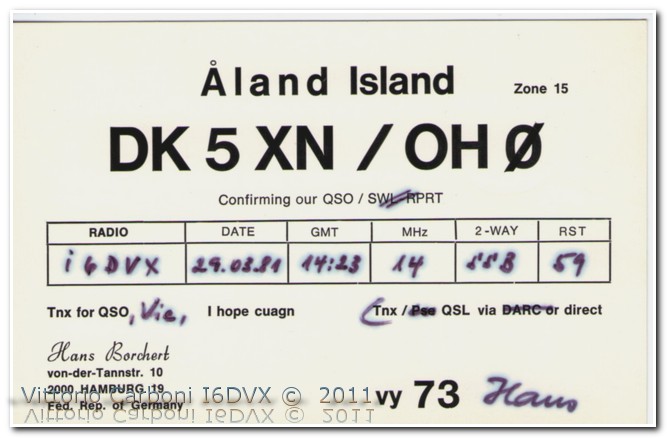 Åland Island Zone 15
DK 5 XN / OH Ø
Confirming our QSO / SWL-RPRT
RADIO DATE GMT MHz 2-WAY RST
i6DVX 29.03.81 14:23 14 SSB 59
Tnx for QSO, Vic, I hope cuagn (Tnx / Pse QSL via DARC or direct
Hans Borchert
von-der-Tannstr. 10
2000 HAMBURG 19
Fed. Rep. of Germany
vy 73 Hans
Vittorio Carboni I6DVX © 2011